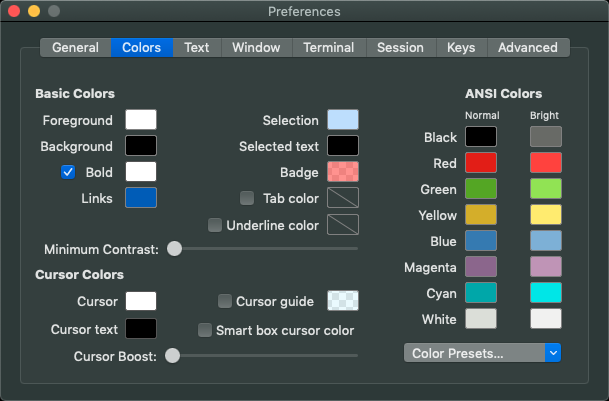 Preferences
General Colors Text Window Terminal Session Keys Advanced
Basic Colors
Foreground
Background
Bold
Links
Selection
Selected text
Badge
Tab color
Underline color
Minimum Contrast:
Cursor Colors
Cursor
Cursor text
Cursor guide
Smart box cursor color
Cursor Boost:
ANSI Colors
Normal Bright
Black
Red
Green
Yellow
Blue
Magenta
Cyan
White
Color Presets...